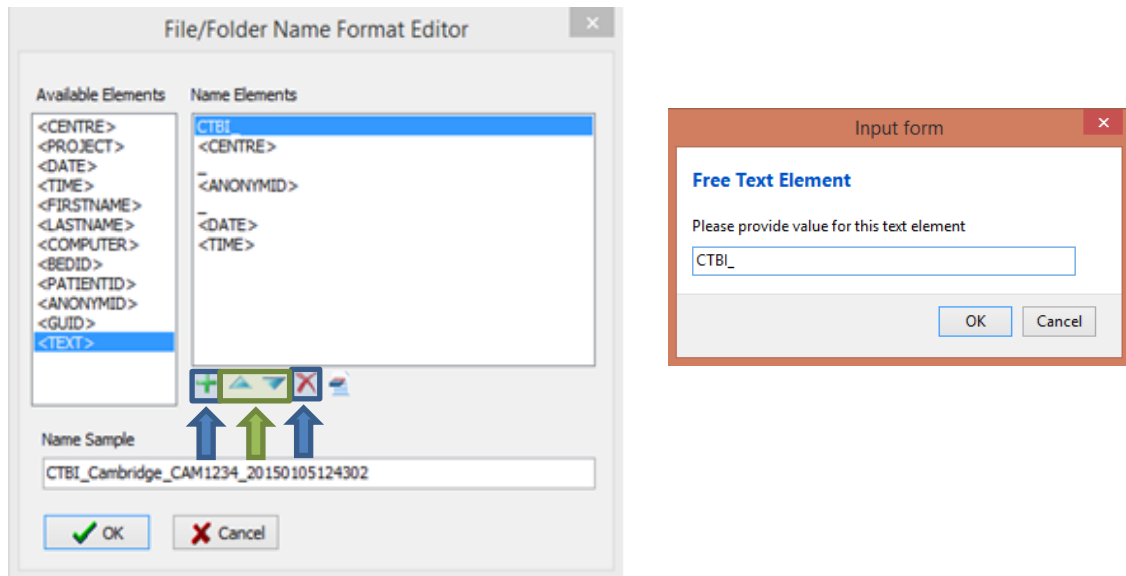 File/Folder Name Format Editor
Available Elements
<CENTRE>
<PROJECT>
<DATE>
<TIME>
<FIRSTNAME>
<LASTNAME>
<COMPUTER>
<BEDID>
<PATIENTID>
<ANONYMID>
<GUID>
<TEXT>
Name Elements
CTBI_
<CENTRE>
_
<ANONYMID>
_
<DATE>
<TIME>
Name Sample
CTBI_Cambridge_CAM1234_20150105124302
OK
Cancel
Input form
Free Text Element
Please provide value for this text element
CTBI_
OK
Cancel